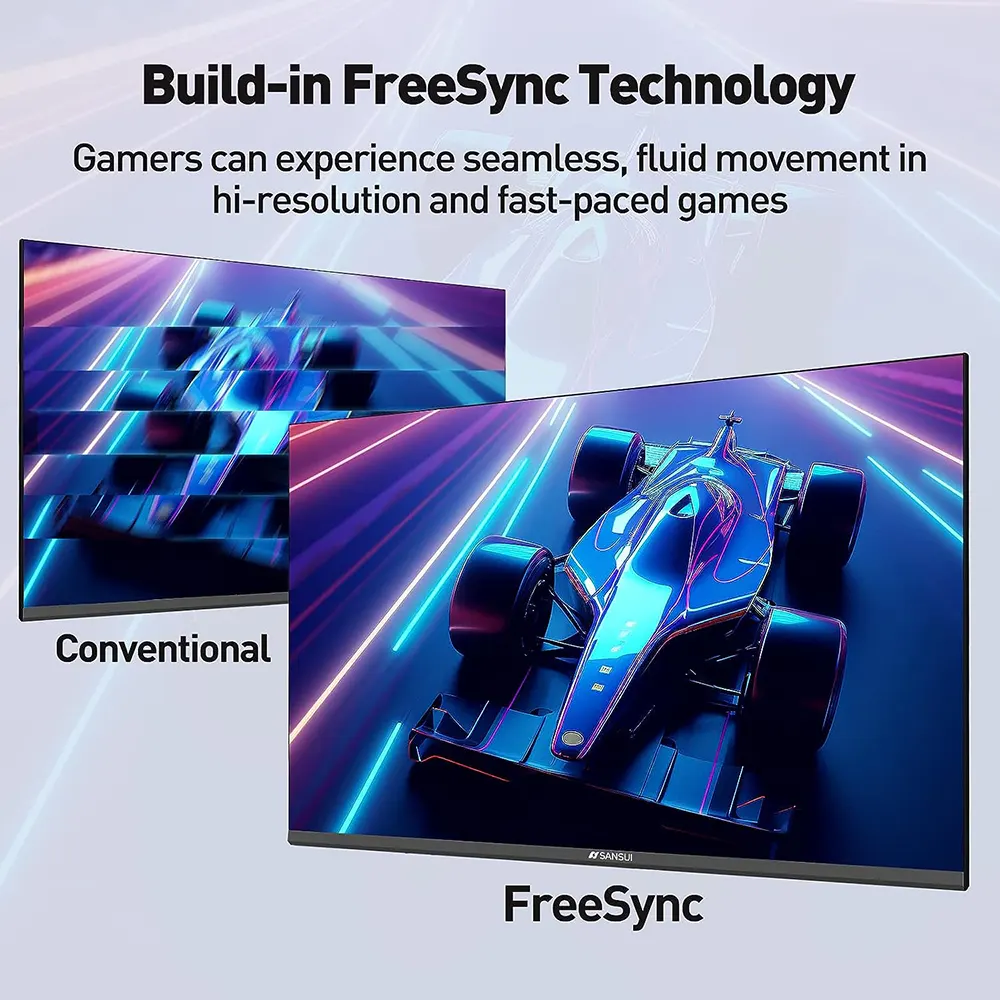 Build-in FreeSync Technology
Gamers can experience seamless, fluid movement in
hi-resolution and fast-paced games
Conventional
SANSUI
FreeSync